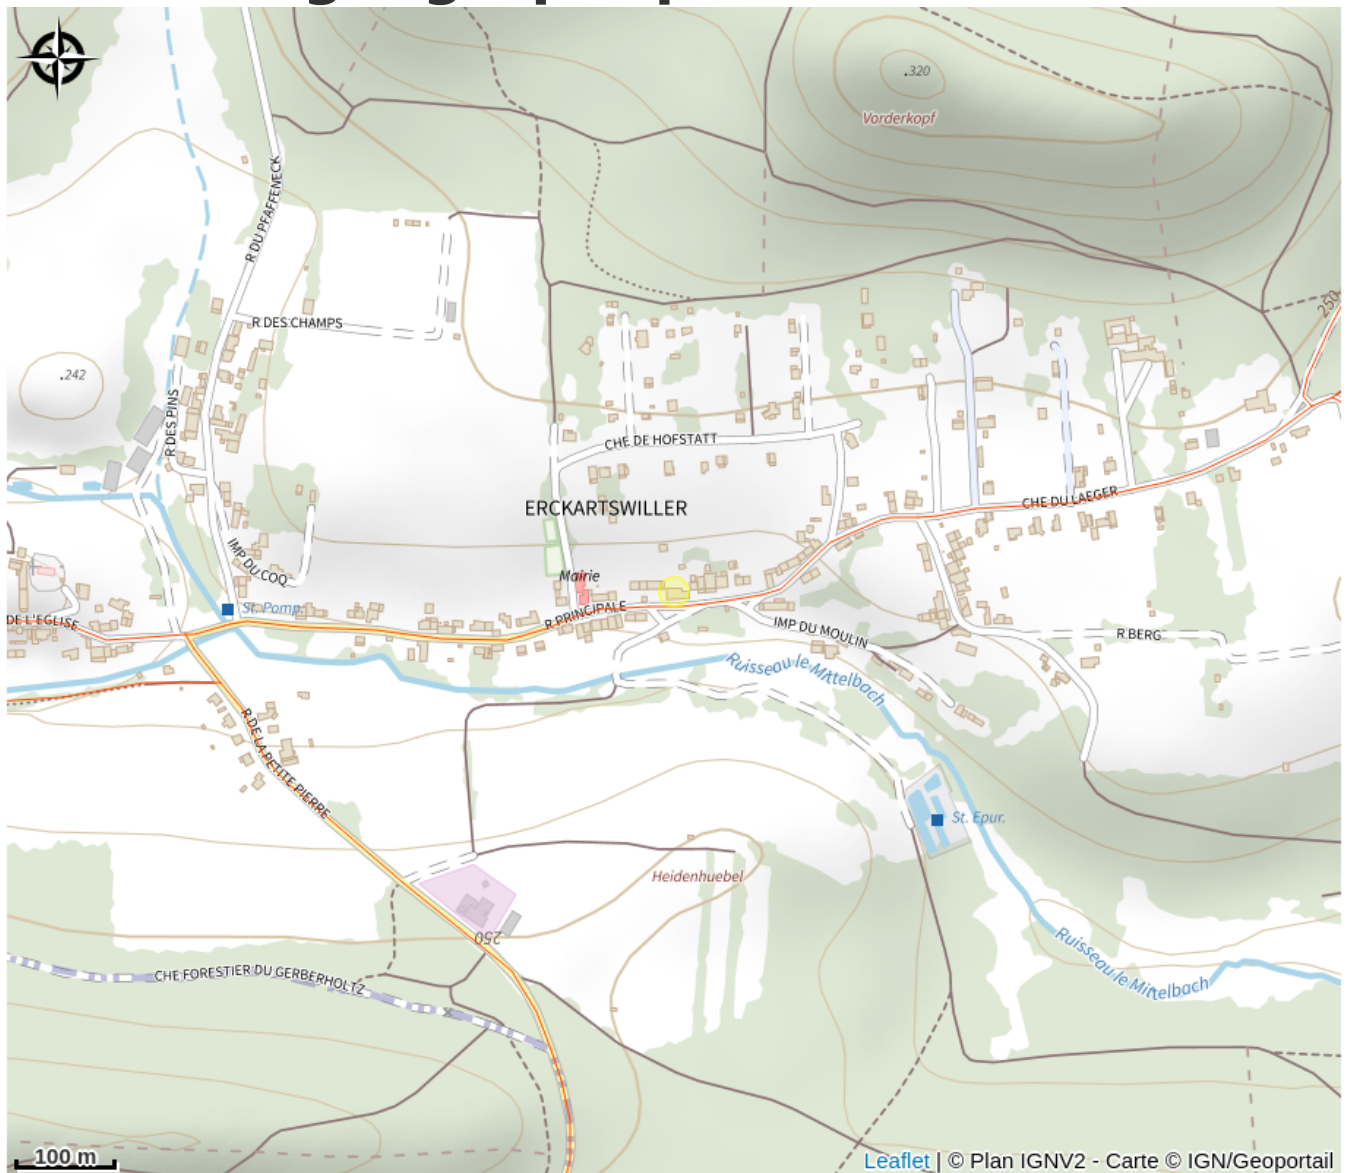 .320
Vorderkopf
R DU PFAFFENECK
250
R DES CHAMPS
.242
R DES PINS
CHE DE HOFSTATT
ERCKARTSWILLER
CHE DU LAEGER
IMP DU COQ
Mairie
St. Pomp.
R PRINCIPALE
DE L'EGLISE
IMP DU MOULIN
R BERG
Ruisseau le Mittelbach
R DE LA PETITE PIERRE
St. Epur.
Heidenhuebel
250
Ruisseau le Mittelbach
CHE FORESTIER DU GERBERHOLTZ
100 m
Leaflet | © Plan IGNV2 - Carte © IGN/Geoportail